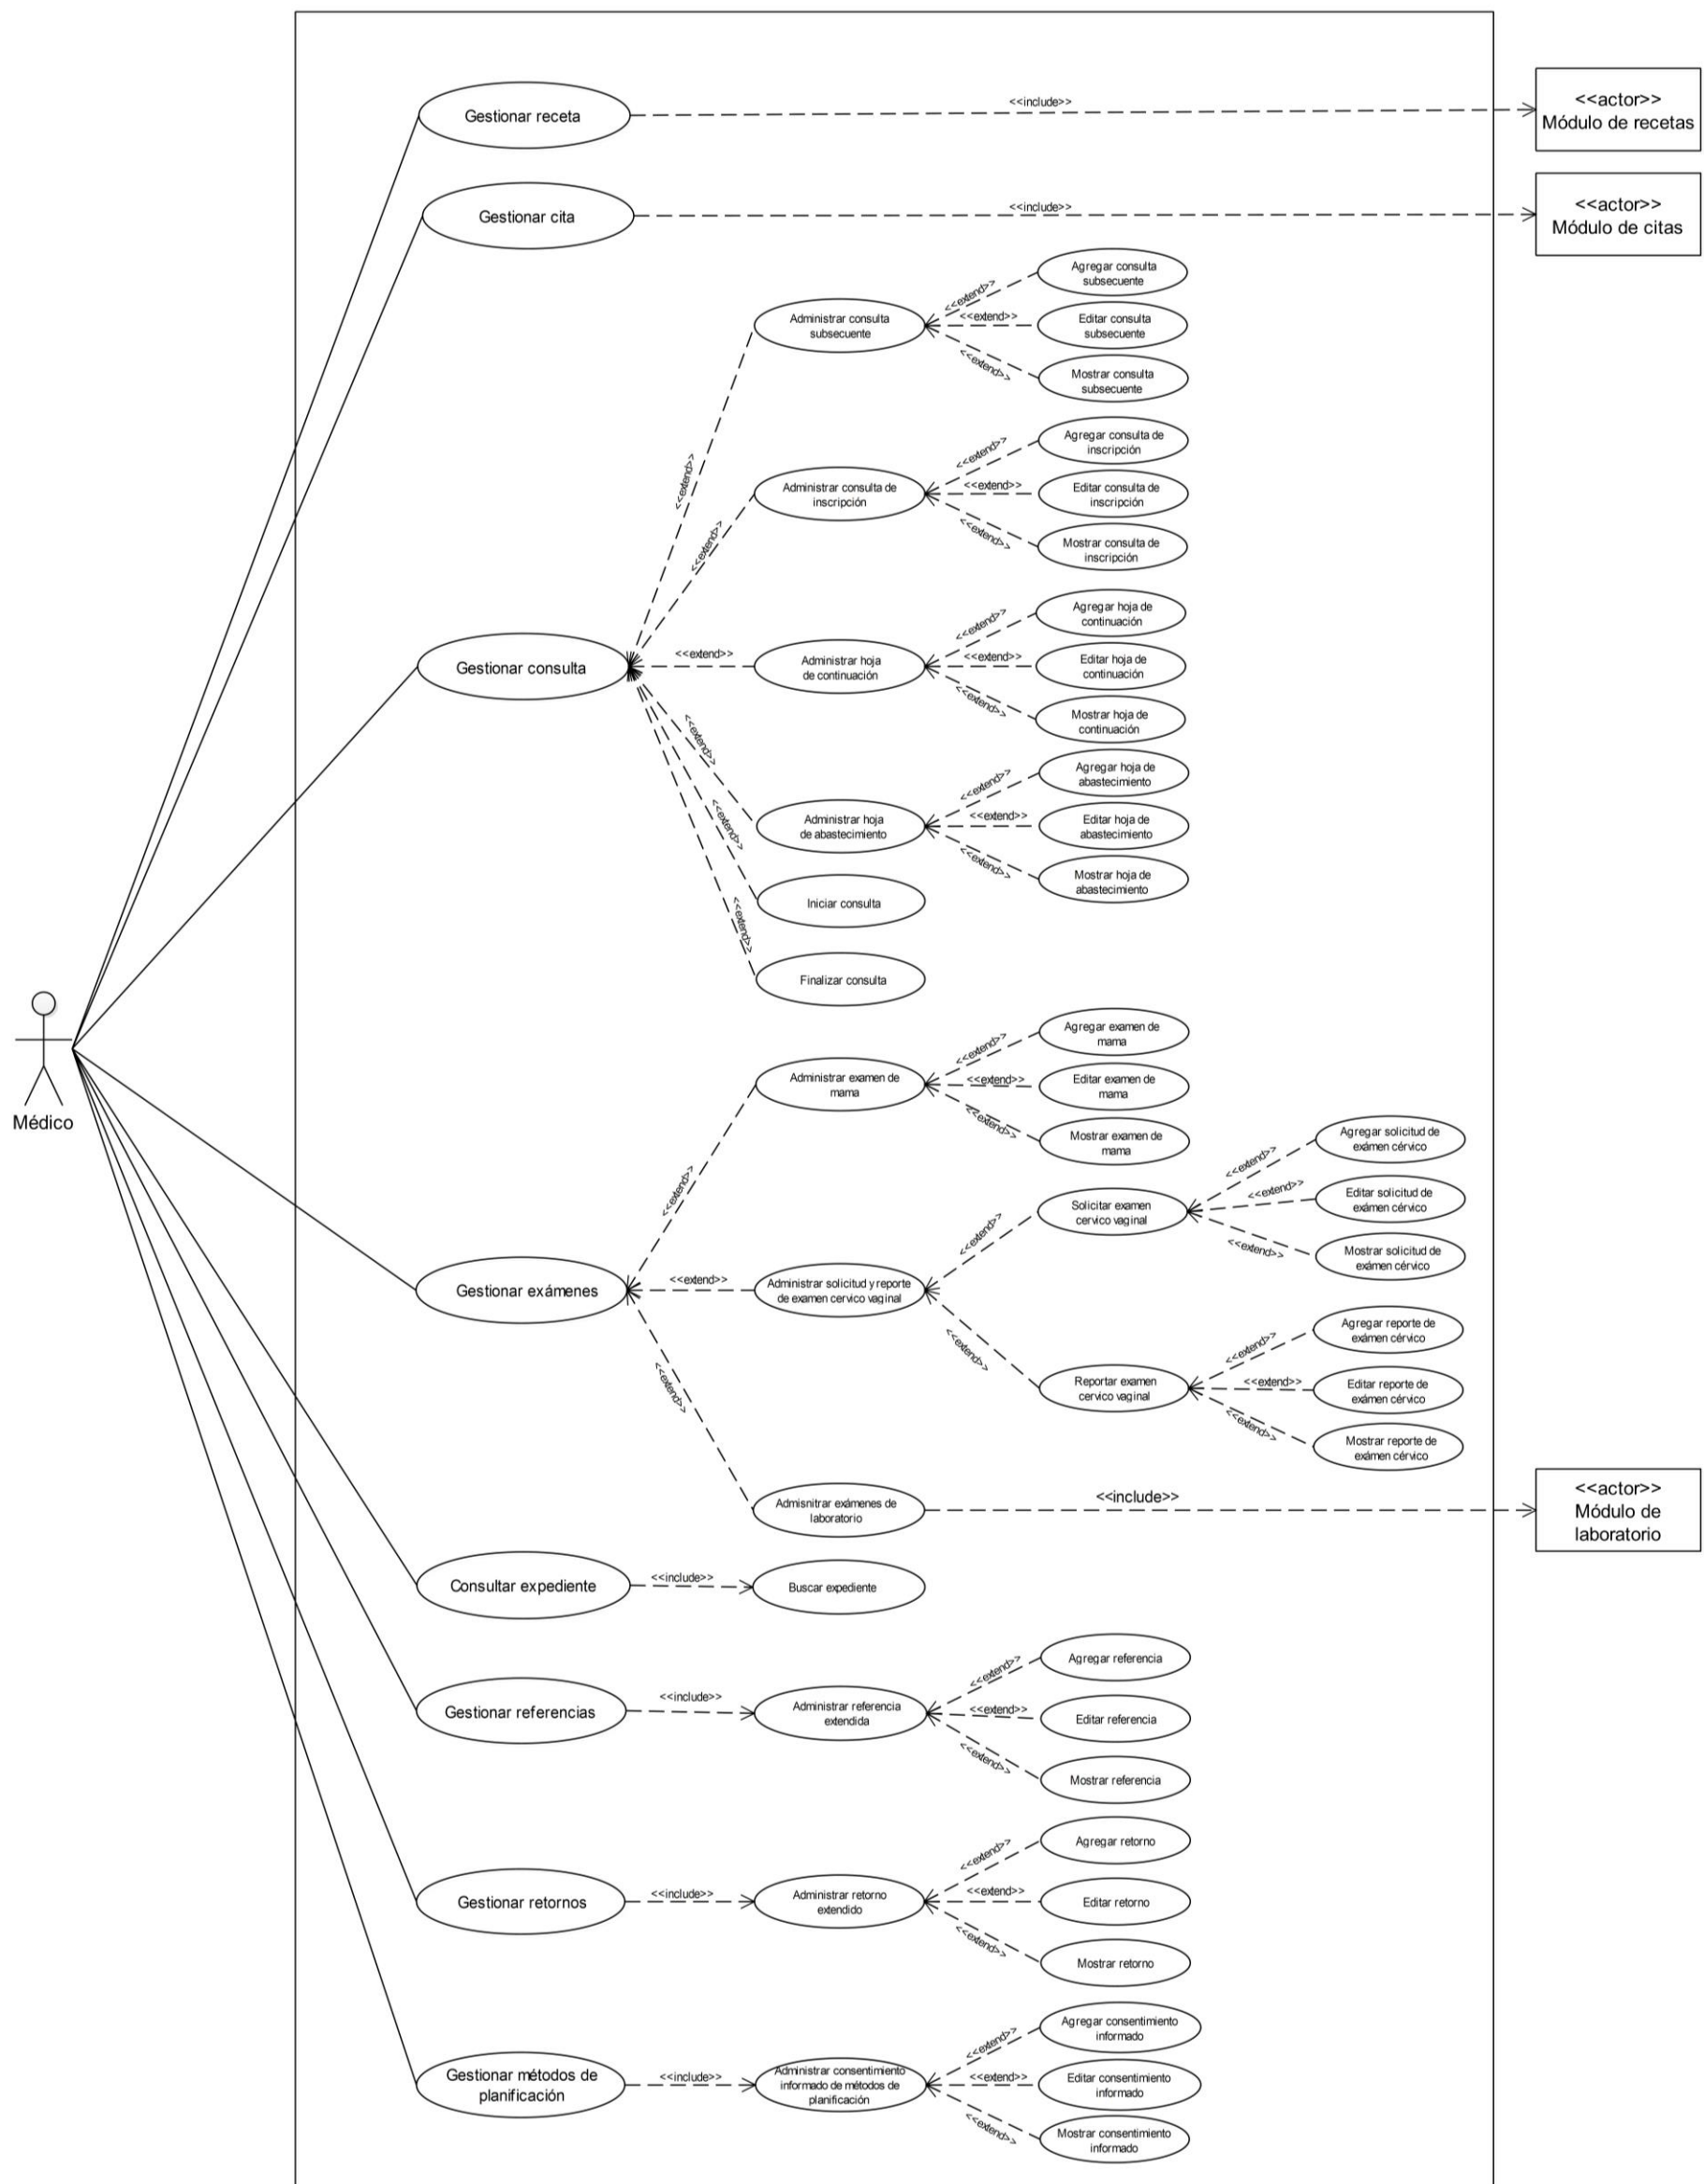 Gestionar receta
<<include>>
<<actor>>
Módulo de recetas
Gestionar cita
<<include>>
<<actor>>
Módulo de citas
Administrar consulta
subsecuente
<<extend>>
Agregar consulta
subsecuente
<<extend>>
Editar consulta
subsecuente
<<extend>>
Mostrar consulta
subsecuente
<<extend>>
Administrar consulta de
inscripción
<<extend>>
Agregar consulta de
inscripción
<<extend>>
Editar consulta de
inscripción
<<extend>>
Mostrar consulta de
inscripción
<<extend>>
Gestionar consulta
<<extend>>
Administrar hoja
de continuación
<<extend>>
Agregar hoja de
continuación
<<extend>>
Editar hoja de
continuación
<<extend>>
Mostrar hoja de
continuación
<<extend>>
Administrar hoja
de abastecimiento
<<extend>>
Agregar hoja de
abastecimiento
<<extend>>
Editar hoja de
abastecimiento
<<extend>>
Mostrar hoja de
abastecimiento
<<extend>>
Iniciar consulta
<<extend>>
Finalizar consulta
Médico
Administrar examen de
mama
<<extend>>
Agregar examen de
mama
<<extend>>
Editar examen de
mama
<<extend>>
Mostrar examen de
mama
<<extend>>
Gestionar exámenes
<<extend>>
Administrar solicitud y reporte
de examen cervico vaginal
<<extend>>
Solicitar examen
cervico vaginal
<<extend>>
Agregar solicitud de
exámen cérvico
<<extend>>
Editar solicitud de
exámen cérvico
<<extend>>
Mostrar solicitud de
exámen cérvico
<<extend>>
Reportar examen
cervico vaginal
<<extend>>
Agregar reporte de
exámen cérvico
<<extend>>
Editar reporte de
exámen cérvico
<<extend>>
Mostrar reporte de
exámen cérvico
<<extend>>
Admisnitrar exámenes de
laboratorio
<<include>>
<<actor>>
Módulo de
laboratorio
Consultar expediente
<<include>>
Buscar expediente
Gestionar referencias
<<include>>
Administrar referencia
extendida
<<extend>>
Agregar referencia
<<extend>>
Editar referencia
<<extend>>
Mostrar referencia
Gestionar retornos
<<include>>
Administrar retorno
extendido
<<extend>>
Agregar retorno
<<extend>>
Editar retorno
<<extend>>
Mostrar retorno
Gestionar métodos de
planificación
<<include>>
Administrar consentimiento
informado de métodos de
planificación
<<extend>>
Agregar consentimiento
informado
<<extend>>
Editar consentimiento
informado
<<extend>>
Mostrar consentimiento
informado